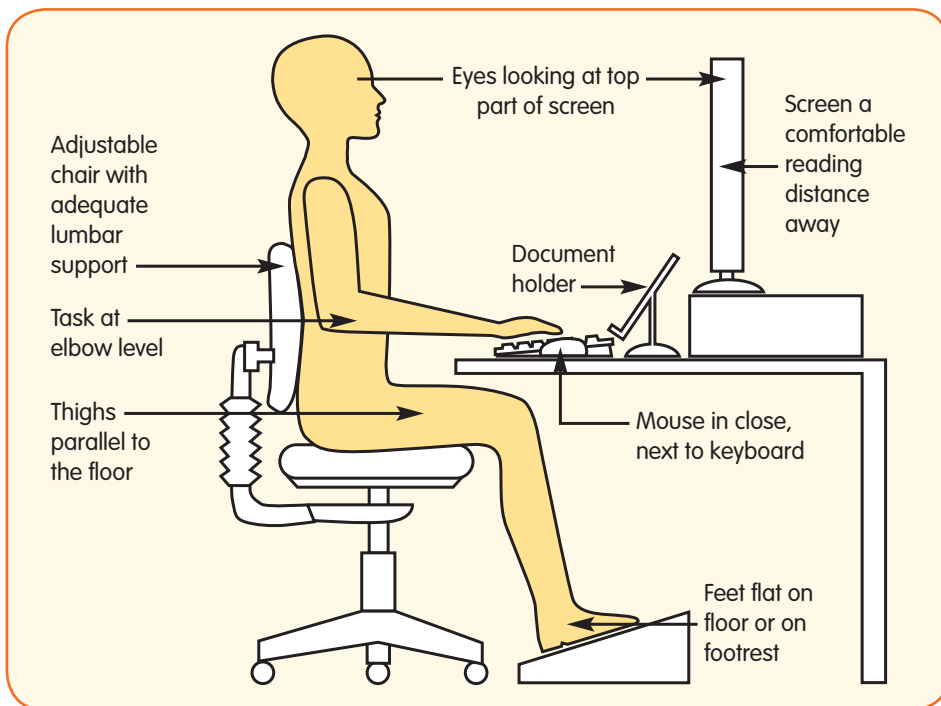 Eyes looking at top
part of screen
Screen a
comfortable
reading
distance
away
Adjustable
chair with
adequate
lumbar
support
Document
holder
Task at
elbow level
Thighs
parallel to
the floor
Mouse in close,
next to keyboard
Feet flat on
floor or on
footrest